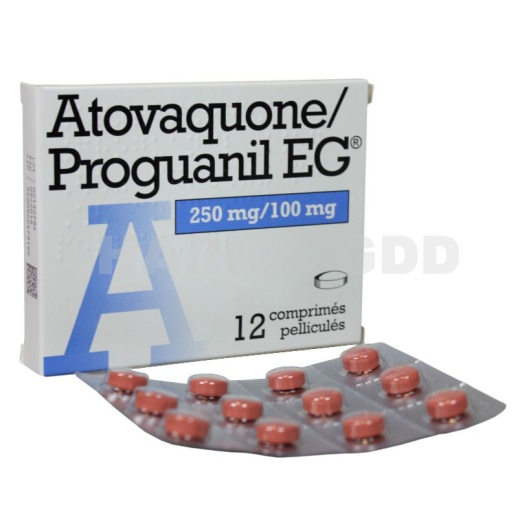 Atovaquone/
Proguanil EG®
250 mg/100 mg
A
12 comprimés
pelliculés